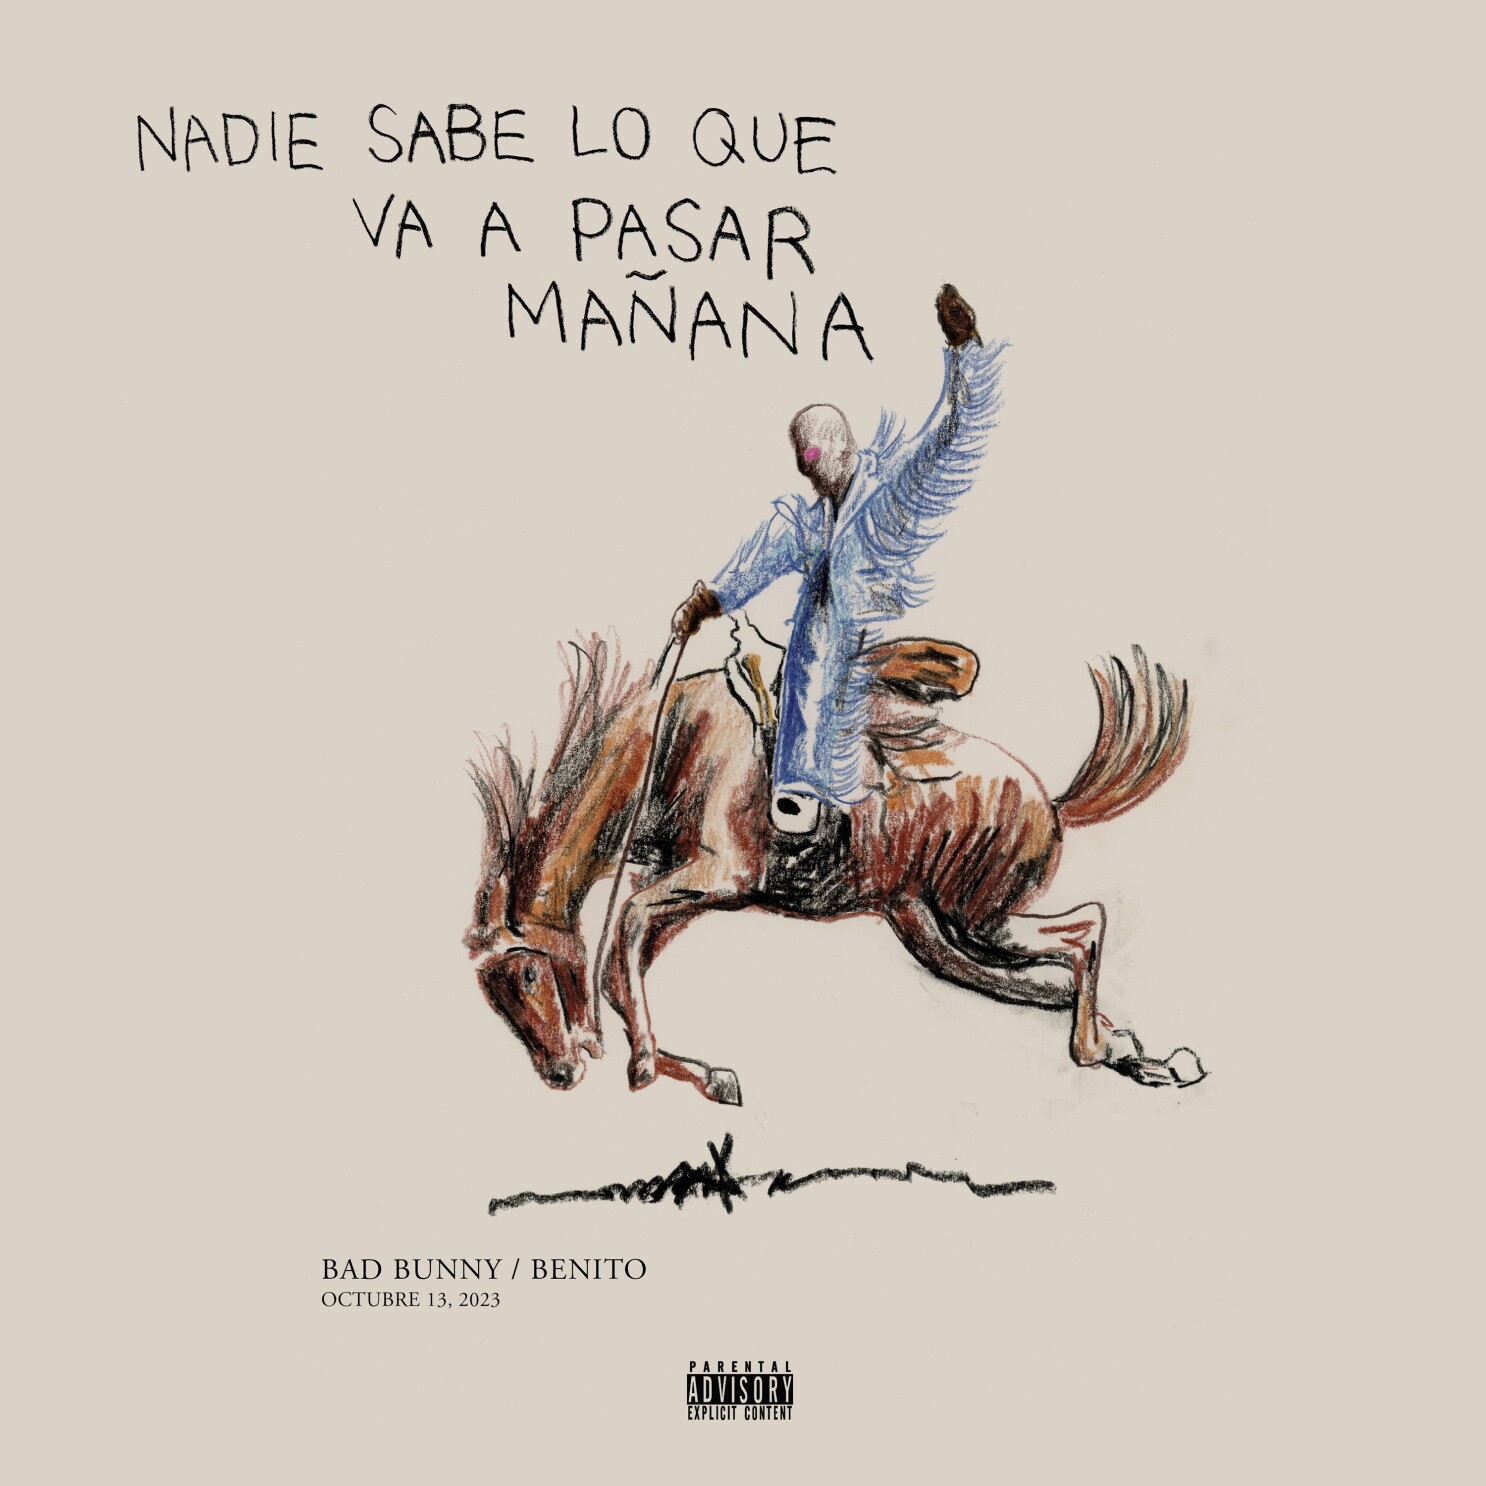 NADIE SABE LO QUE
VA A PASAR
MAÑANA
BAD BUNNY / BENITO
OCTUBRE 13, 2023
PARENTAL
ADVISORY
EXPLICIT CONTENT